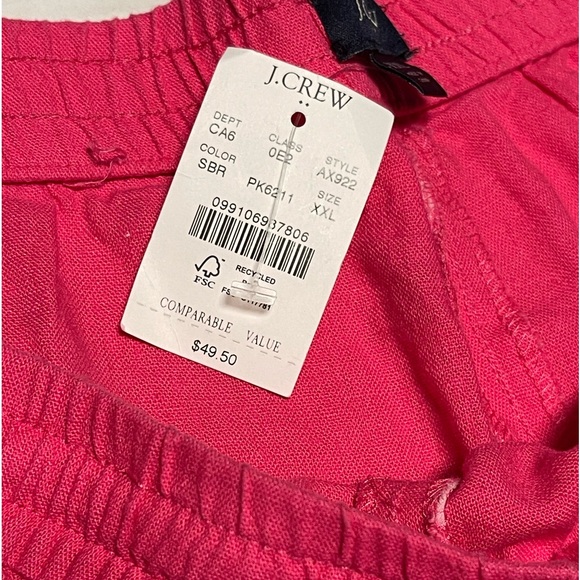 J.CREW
DEPT CLASS STYLE
CA6 0E2 AX922
COLOR SIZE
SBR PK6211 XXL
099106937806
RECYCLED
FSC
COMPARABLE VALUE
$49.50